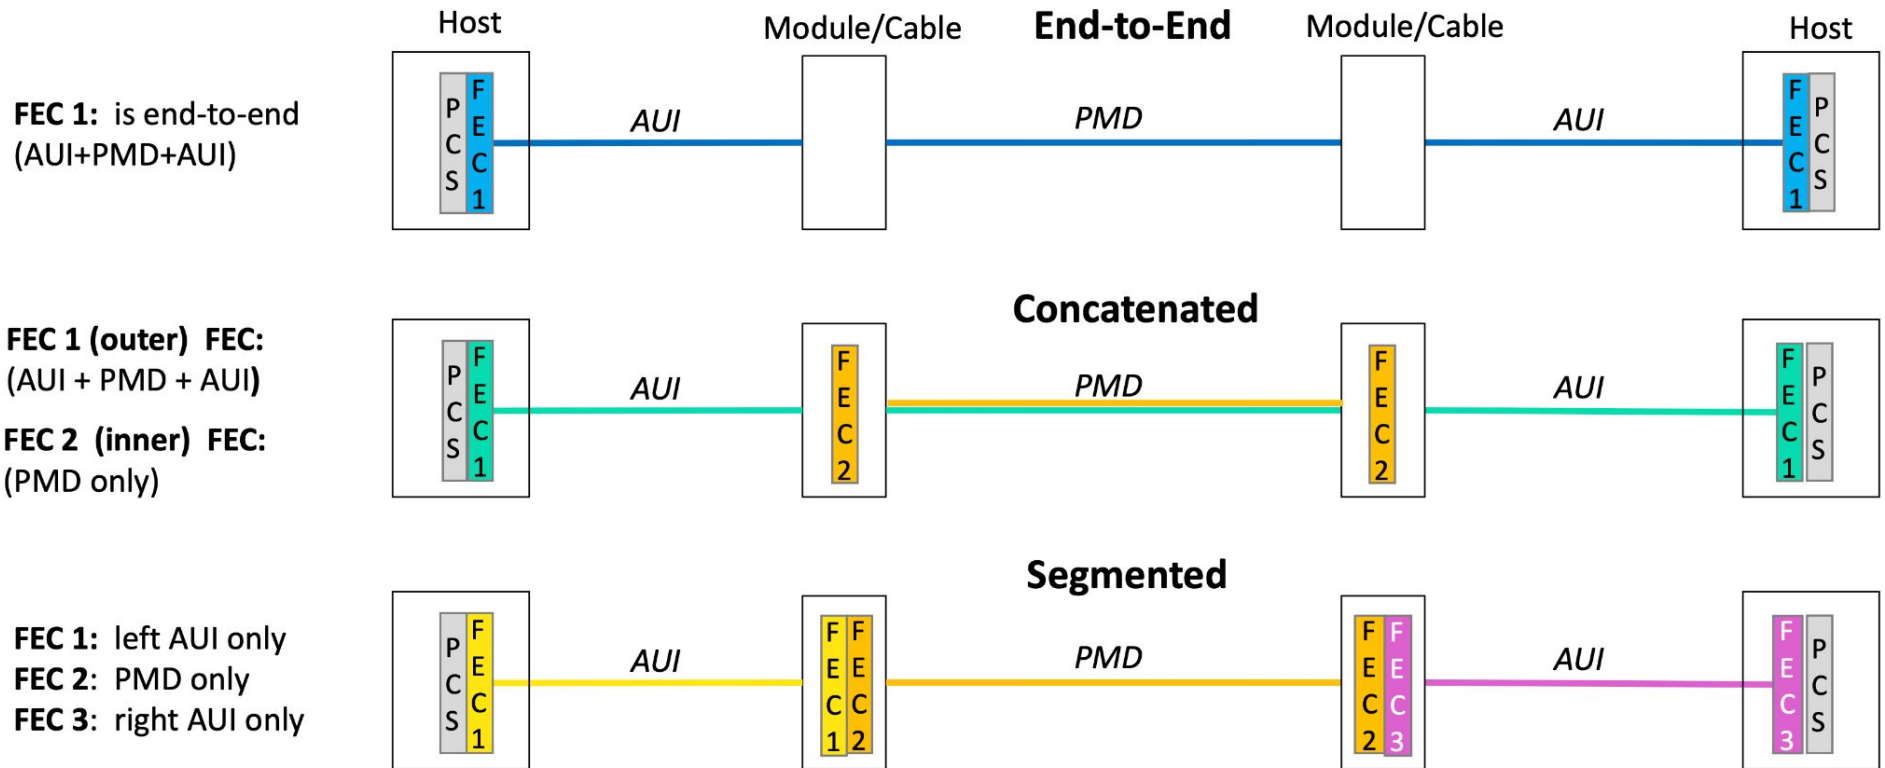 Host
Module/Cable
End-to-End
Module/Cable
Host
FEC 1: is end-to-end
(AUI+PMD+AUI)
PCS
FEC1
AUI
PMD
AUI
FEC1
PCS
Concatenated
FEC 1 (outer) FEC:
(AUI + PMD + AUI)
FEC 2 (inner) FEC:
(PMD only)
PCS
FEC1
AUI
FEC2
PMD
FEC2
AUI
FEC1
PCS
Segmented
FEC 1: left AUI only
FEC 2: PMD only
FEC 3: right AUI only
PCS
FEC1
AUI
FEC1
FEC2
PMD
FEC2
FEC3
AUI
FEC3
PCS